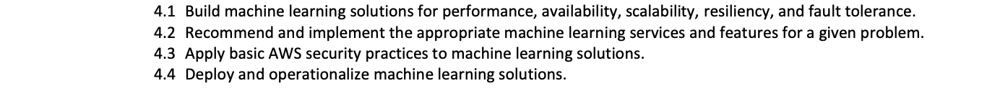 4.1 Build machine learning solutions for performance, availability, scalability, resiliency, and fault tolerance.
4.2 Recommend and implement the appropriate machine learning services and features for a given problem.
4.3 Apply basic AWS security practices to machine learning solutions.
4.4 Deploy and operationalize machine learning solutions.